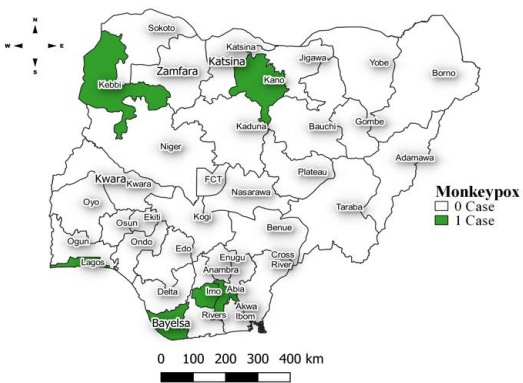 N
W E
S
Sokoto
Katsina
Katsina
Jigawa
Yobe
Borno
Zamfara
Kebbi
Kano
Gombe
Kaduna
Bauchi
Niger
Adamawa
Plateau
Kwara
Kwara
FCT
Nasarawa
Monkeypox
0 Case
1 Case
Oyo
Taraba
Kogi
Osun
Ekiti
Benue
Ogun
Ondo
Edo
Cross
River
Enugu
Lagos
Anambra
Delta
Imo
Abia
Akwa
Ibom
Rivers
Bayelsa
0 100 200 300 400 km